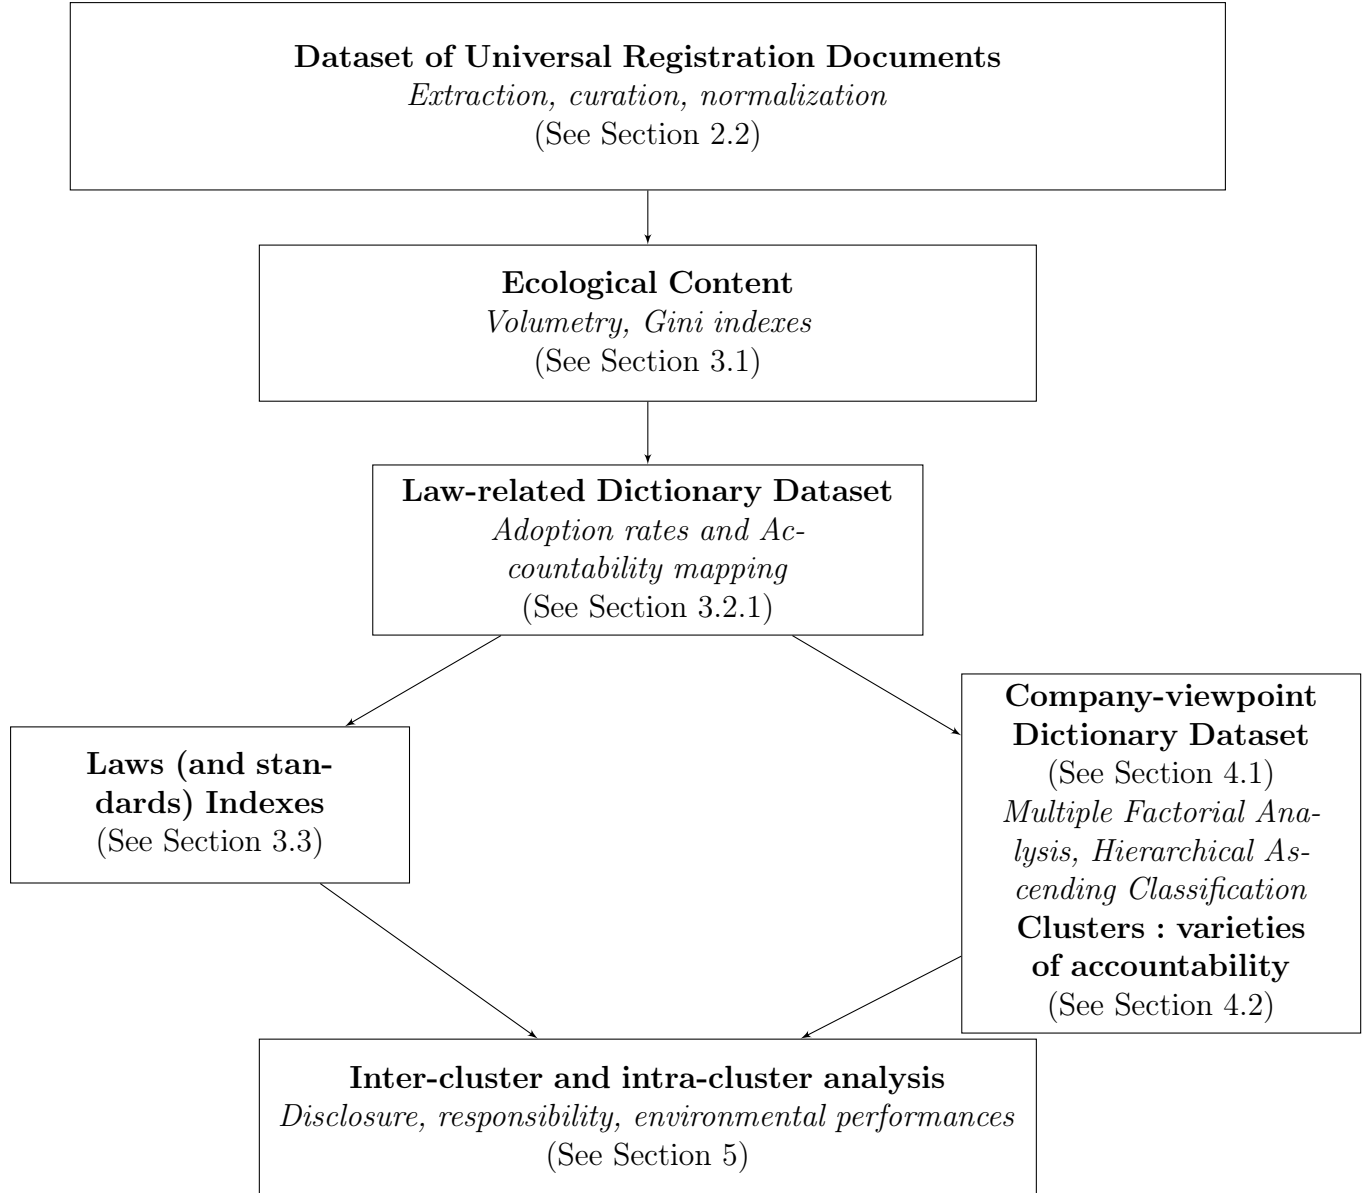 Dataset of Universal Registration Documents
Extraction, curation, normalization
(See Section 2.2)
Ecological Content
Volumetry, Gini indexes
(See Section 3.1)
Law-related Dictionary Dataset
Adoption rates and Ac-
countability mapping
(See Section 3.2.1)
Laws (and stan-
dards) Indexes
(See Section 3.3)
Company-viewpoint
Dictionary Dataset
(See Section 4.1)
Multiple Factorial Ana-
lysis, Hierarchical As-
cending Classification
Clusters : varieties
of accountability
(See Section 4.2)
Inter-cluster and intra-cluster analysis
Disclosure, responsibility, environmental performances
(See Section 5)